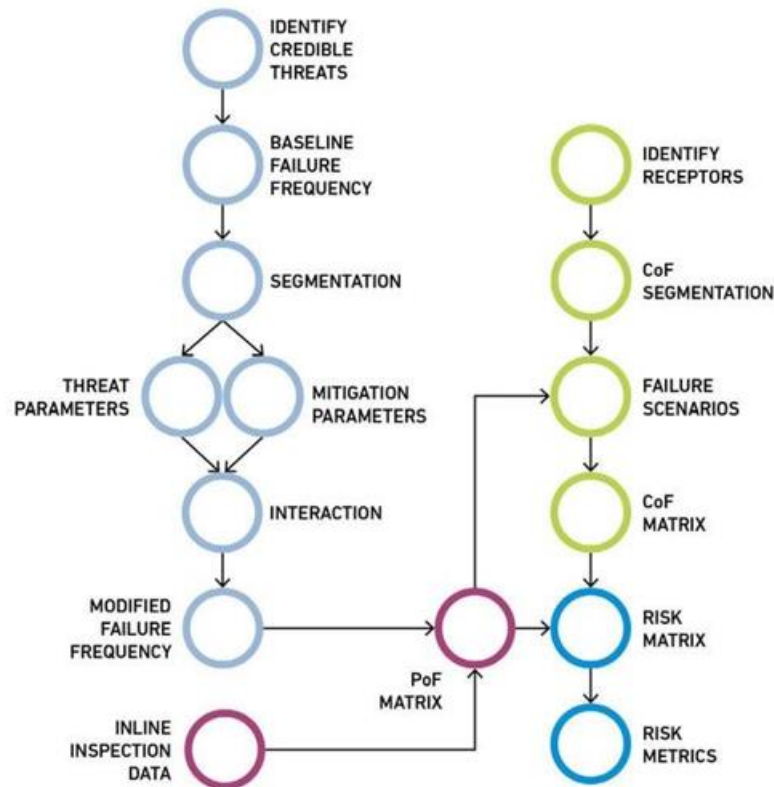 IDENTIFY
CREDIBLE
THREATS
BASELINE
FAILURE
FREQUENCY
SEGMENTATION
THREAT
PARAMETERS
MITIGATION
PARAMETERS
INTERACTION
MODIFIED
FAILURE
FREQUENCY
INLINE
INSPECTION
DATA
PoF
MATRIX
IDENTIFY
RECEPTORS
CoF
SEGMENTATION
FAILURE
SCENARIOS
CoF
MATRIX
RISK
MATRIX
RISK
METRICS